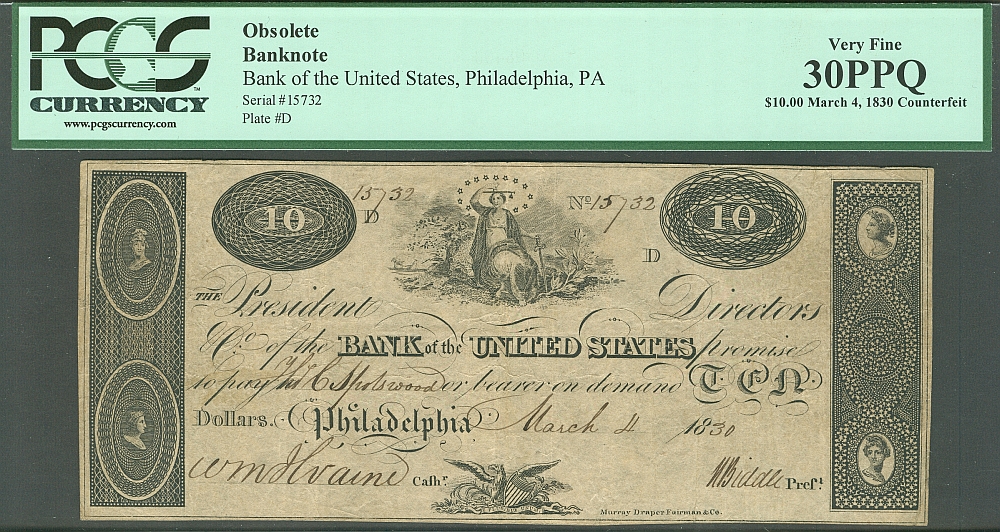 PCGS
CURRENCY
www.pcgscurrency.com
Obsolete
Banknote
Bank of the United States, Philadelphia, PA
Serial #15732
Plate #D
Very Fine
30PPQ
$10.00 March 4, 1830 Counterfeit
10 15732 Nº 15732 10
D D
THE President Directors
&Co. of the BANK of the UNITED STATES promise
to pay C Spotswood or bearer on demand TEN
Dollars. Philadelphia March 4 1830
Wm McIlvaine Cashr. N Biddle Prest.
Murray Draper Fairman & Co.